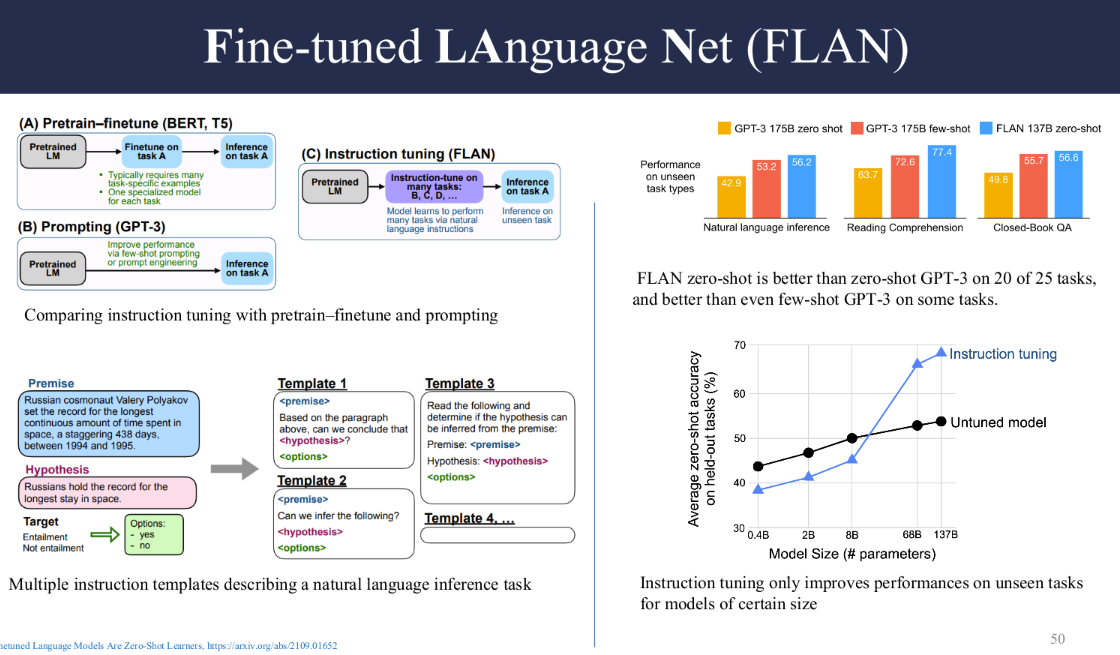 Fine-tuned LAnguage Net (FLAN)
(A) Pretrain–finetune (BERT, T5)
Pretrained
LM
Finetune on
task A
Inference
on task A
• Typically requires many
task-specific examples
• One specialized model
for each task
(B) Prompting (GPT-3)
Pretrained
LM
Improve performance
via few-shot prompting
or prompt engineering
Inference
on task A
(C) Instruction tuning (FLAN)
Pretrained
LM
Instruction-tune on
many tasks:
B, C, D, ...
Inference
on task A
Model learns to perform
many tasks via natural
language instructions
Inference on
unseen task
Comparing instruction tuning with pretrain–finetune and prompting
Premise
Russian cosmonaut Valery Polyakov
set the record for the longest
continuous amount of time spent in
space, a staggering 438 days,
between 1994 and 1995.
Hypothesis
Russians hold the record for the
longest stay in space.
Target
Entailment
Not entailment
Options:
- yes
- no
Template 1
<premise>
Based on the paragraph
above, can we conclude that
<hypothesis>?
<options>
Template 2
<premise>
Can we infer the following?
<hypothesis>
<options>
Template 3
Read the following and
determine if the hypothesis can
be inferred from the premise:
Premise: <premise>
Hypothesis: <hypothesis>
<options>
Template 4, ...
Multiple instruction templates describing a natural language inference task
netuned Language Models Are Zero-Shot Learners, https://arxiv.org/abs/2109.01652
GPT-3 175B zero shot
GPT-3 175B few-shot
FLAN 137B zero-shot
Performance
on unseen
task types
42.9
53.2
56.2
63.7
72.6
77.4
49.8
55.7
56.6
Natural language inference
Reading Comprehension
Closed-Book QA
FLAN zero-shot is better than zero-shot GPT-3 on 20 of 25 tasks,
and better than even few-shot GPT-3 on some tasks.
Average zero-shot accuracy
on held-out tasks (%)
70
60
50
40
30
Instruction tuning
Untuned model
0.4B
2B
8B
68B
137B
Model Size (# parameters)
Instruction tuning only improves performances on unseen tasks
for models of certain size
50